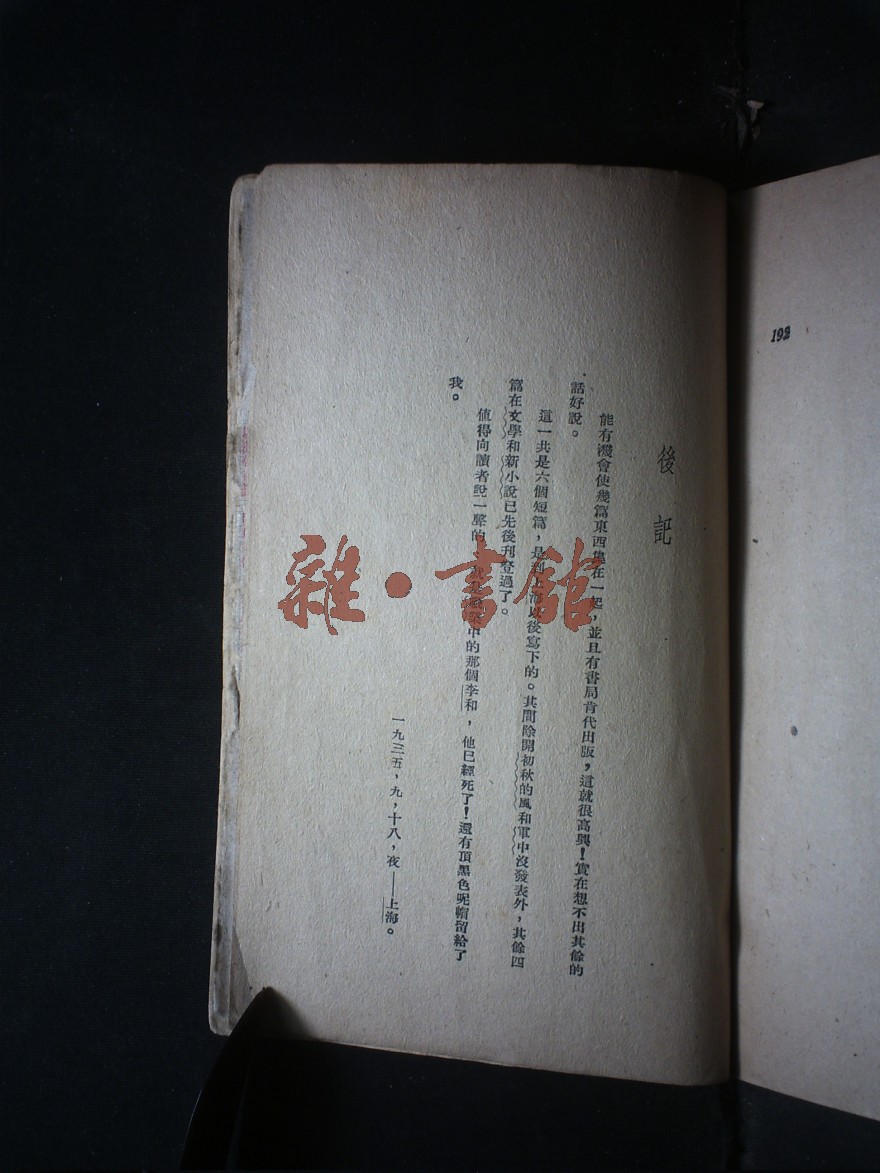 192
後記
能有機會使幾篇東西集在一起，並且有書局肯代出版，這就很高興！實在想不出其餘的
話好說。
這一共是六個短篇，是到上海以後寫下的。其間除開初秋的風和軍中沒發表外，其餘四
篇在文學和新小說已先後刊登過了。
值得向讀者說一聲的，就是 中的那個李和，他已經死了！還有頂黑色呢帽留給了
我。
一九三五，九，十八，夜——上海。
雜·書館